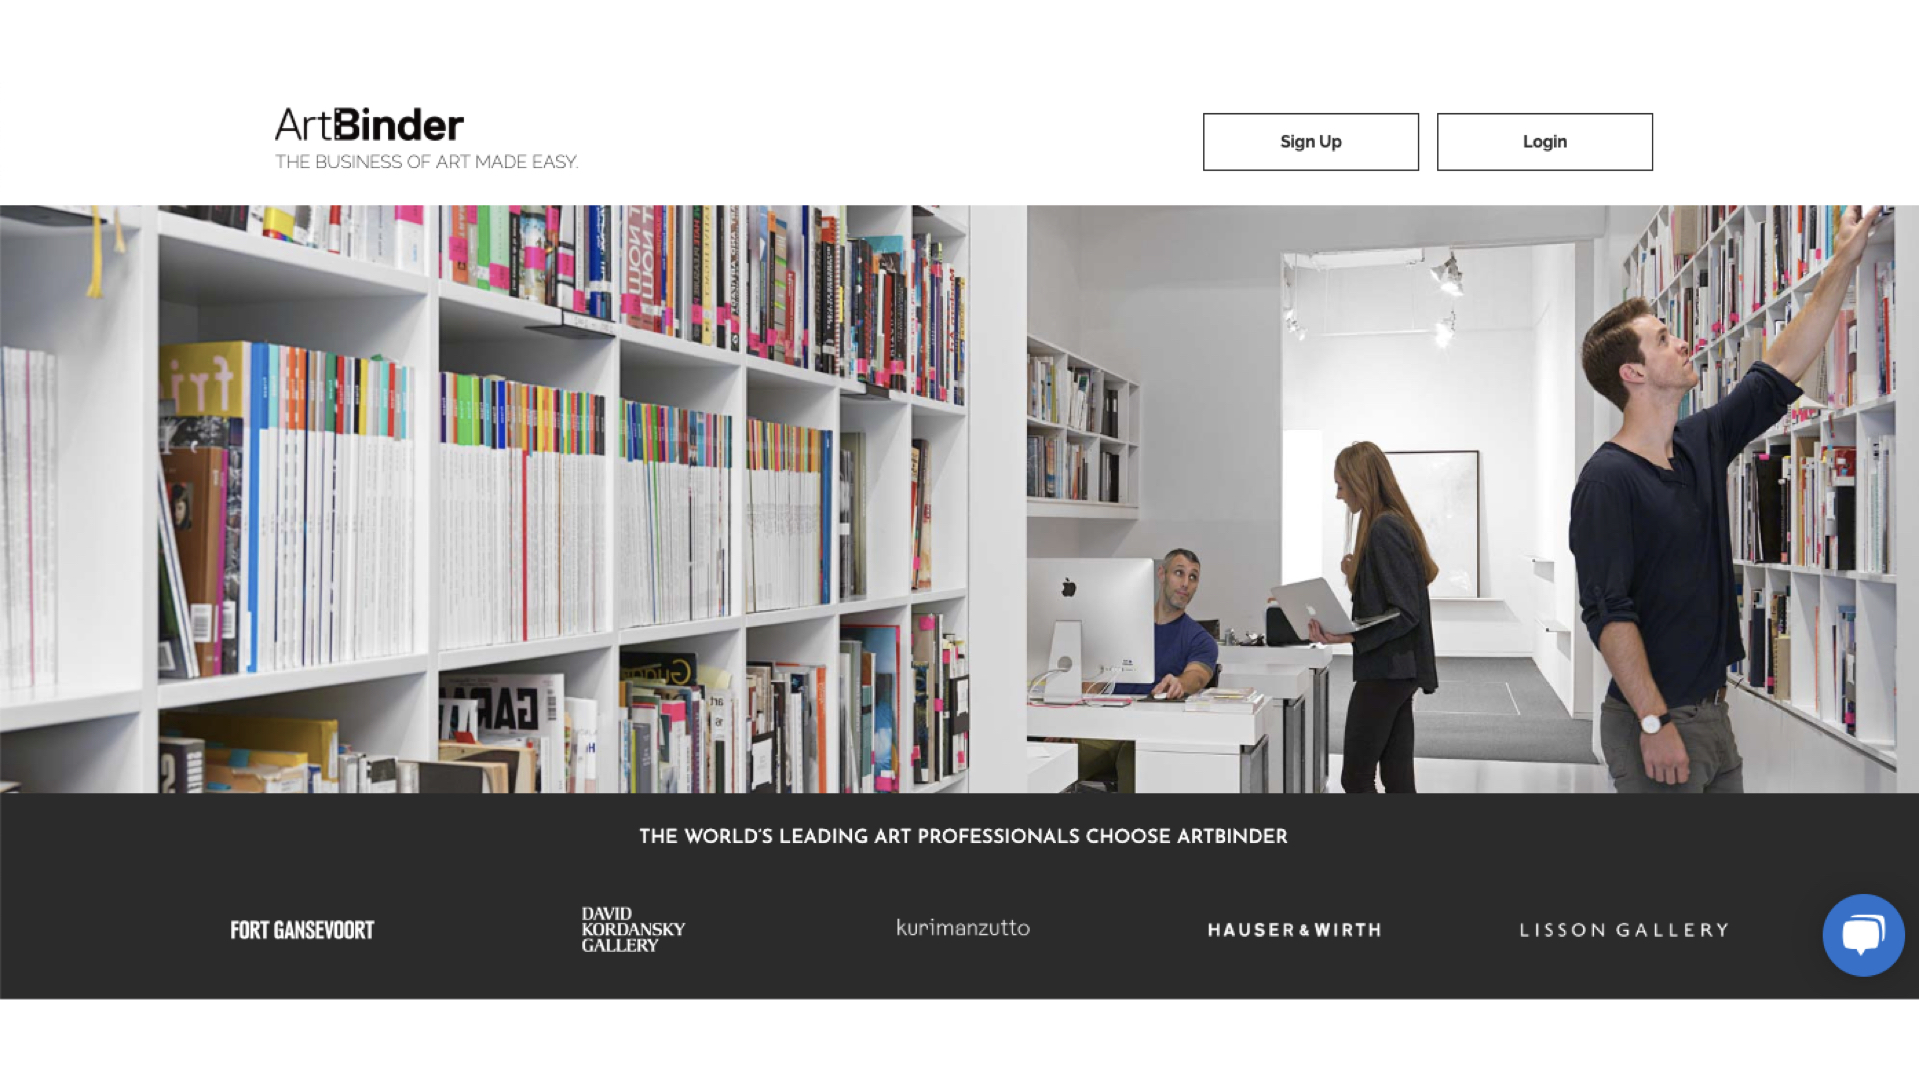 ArtBinder
THE BUSINESS OF ART MADE EASY.
Sign Up
Login
THE WORLD'S LEADING ART PROFESSIONALS CHOOSE ARTBINDER
FORT GANSEVOORT
DAVID
KORDANSKY
GALLERY
kurimanzutto
HAUSER & WIRTH
LISSON GALLERY